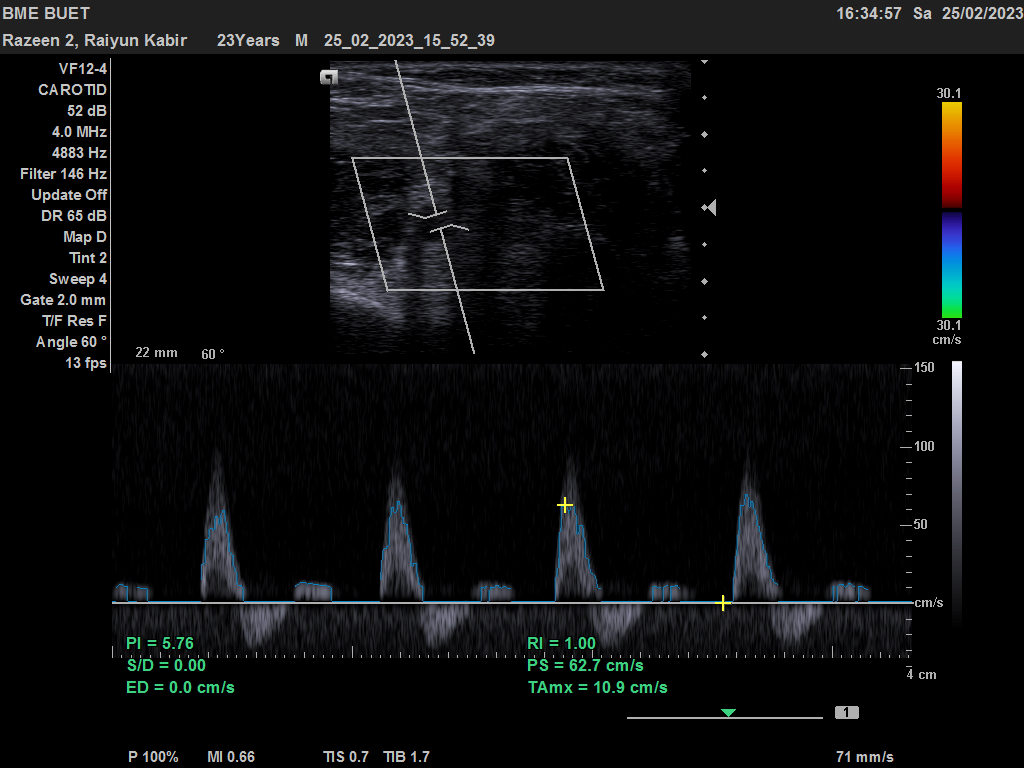 BME BUET 16:34:57 Sa 25/02/2023
Razeen 2, Raiyun Kabir 23Years M 25_02_2023_15_52_39
VF12-4
CAROTID
52 dB
4.0 MHz
4883 Hz
Filter 146 Hz
Update Off
DR 65 dB
Map D
Tint 2
Sweep 4
Gate 2.0 mm
T/F Res F
Angle 60 °
13 fps
22 mm 60 °
30.1
30.1
cm/s
150
100
50
cm/s
4 cm
PI = 5.76
S/D = 0.00
ED = 0.0 cm/s
RI = 1.00
PS = 62.7 cm/s
TAmx = 10.9 cm/s
1
P 100% MI 0.66 TIS 0.7 TIB 1.7 71 mm/s